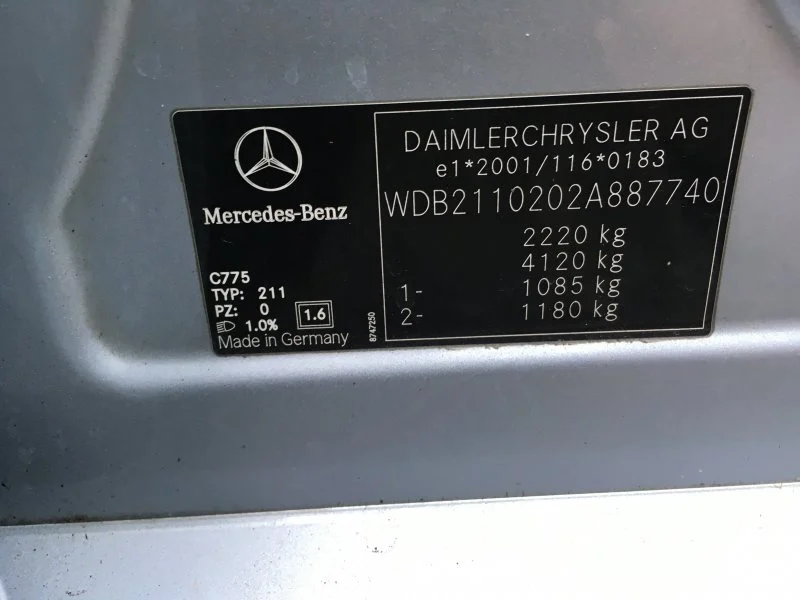 Mercedes-Benz
C775
TYP: 211
PZ: 0
1.0%
1.6
Made in Germany
8747250
DAIMLERCHRYSLER AG
e1*2001/116*0183
WDB2110202A887740
2220 kg
4120 kg
1- 1085 kg
2- 1180 kg